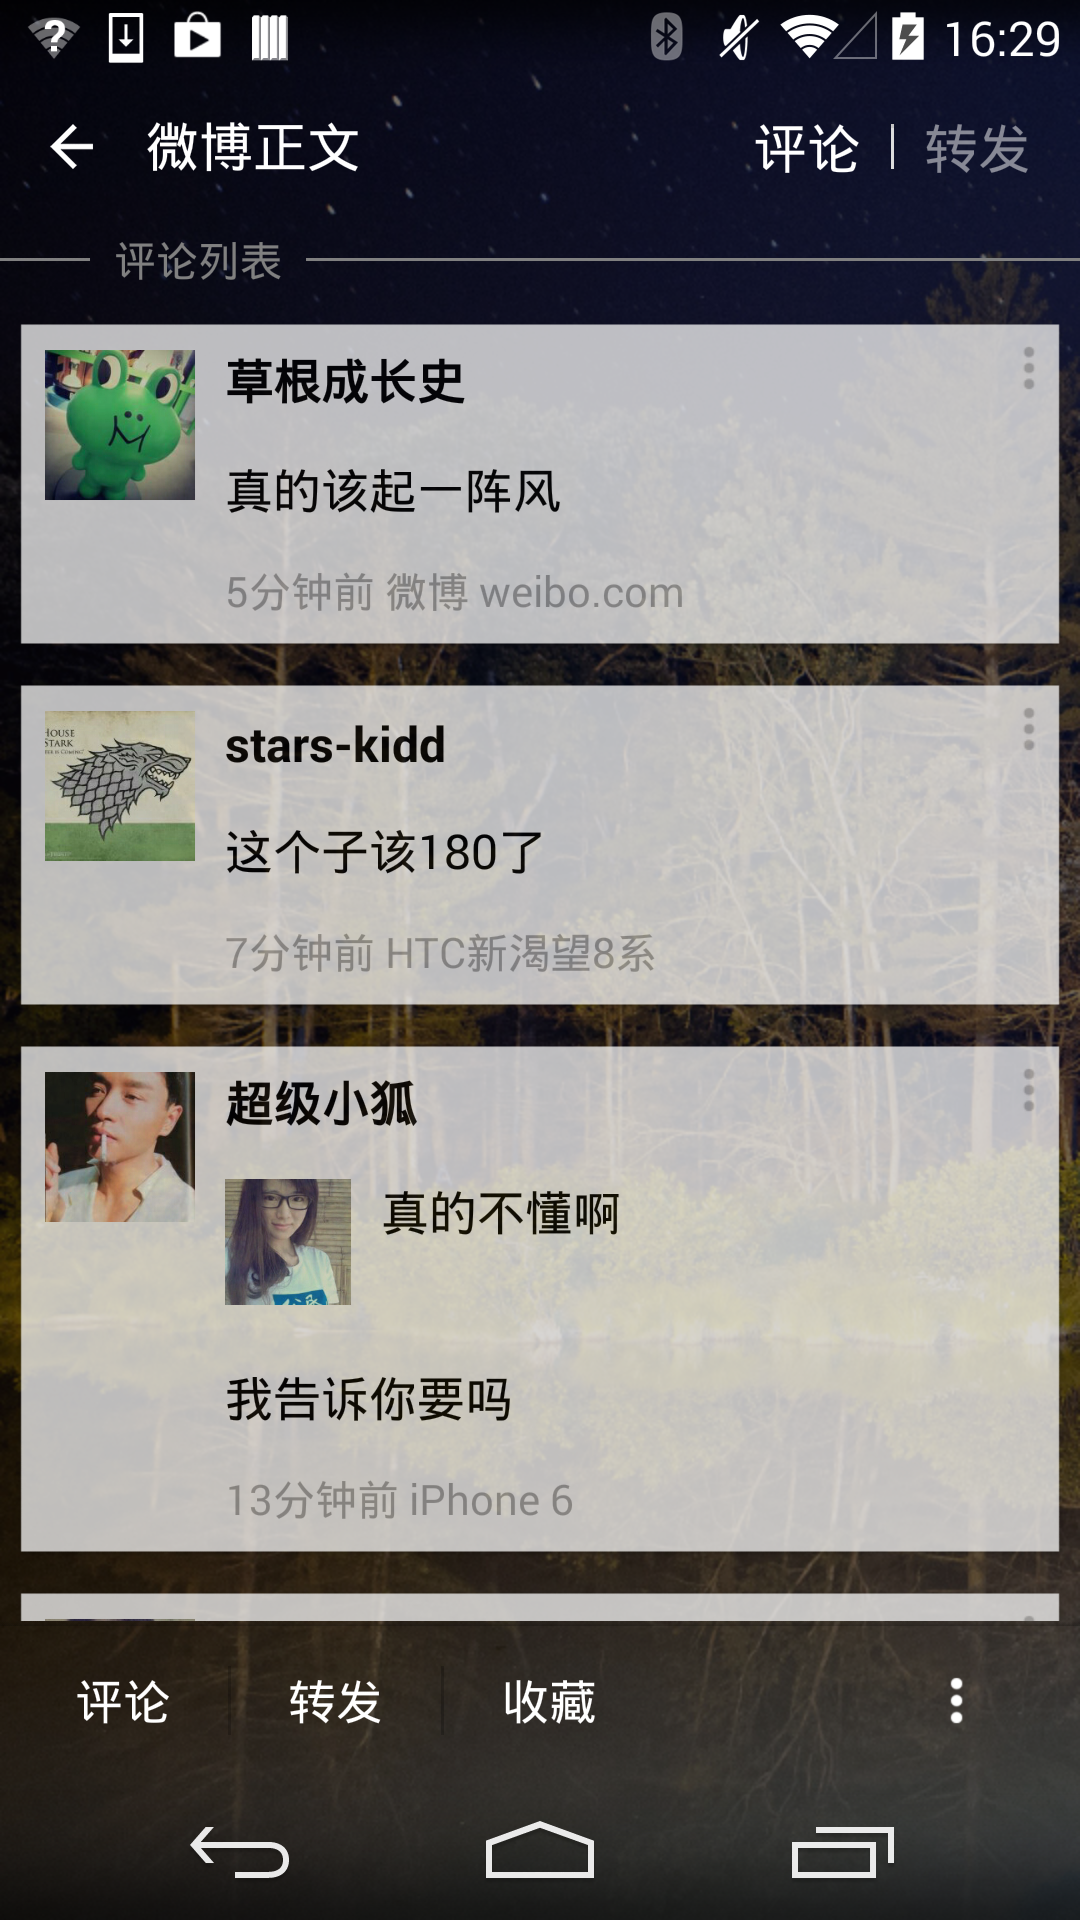 16:29
微博正文
评论
转发
评论列表
草根成长史
真的该起一阵风
5分钟前 微博 weibo.com
HOUSE
STARK
stars-kidd
这个子该180了
7分钟前 HTC新渴望8系
超级小狐
真的不懂啊
我告诉你要吗
13分钟前 iPhone 6
评论
转发
收藏